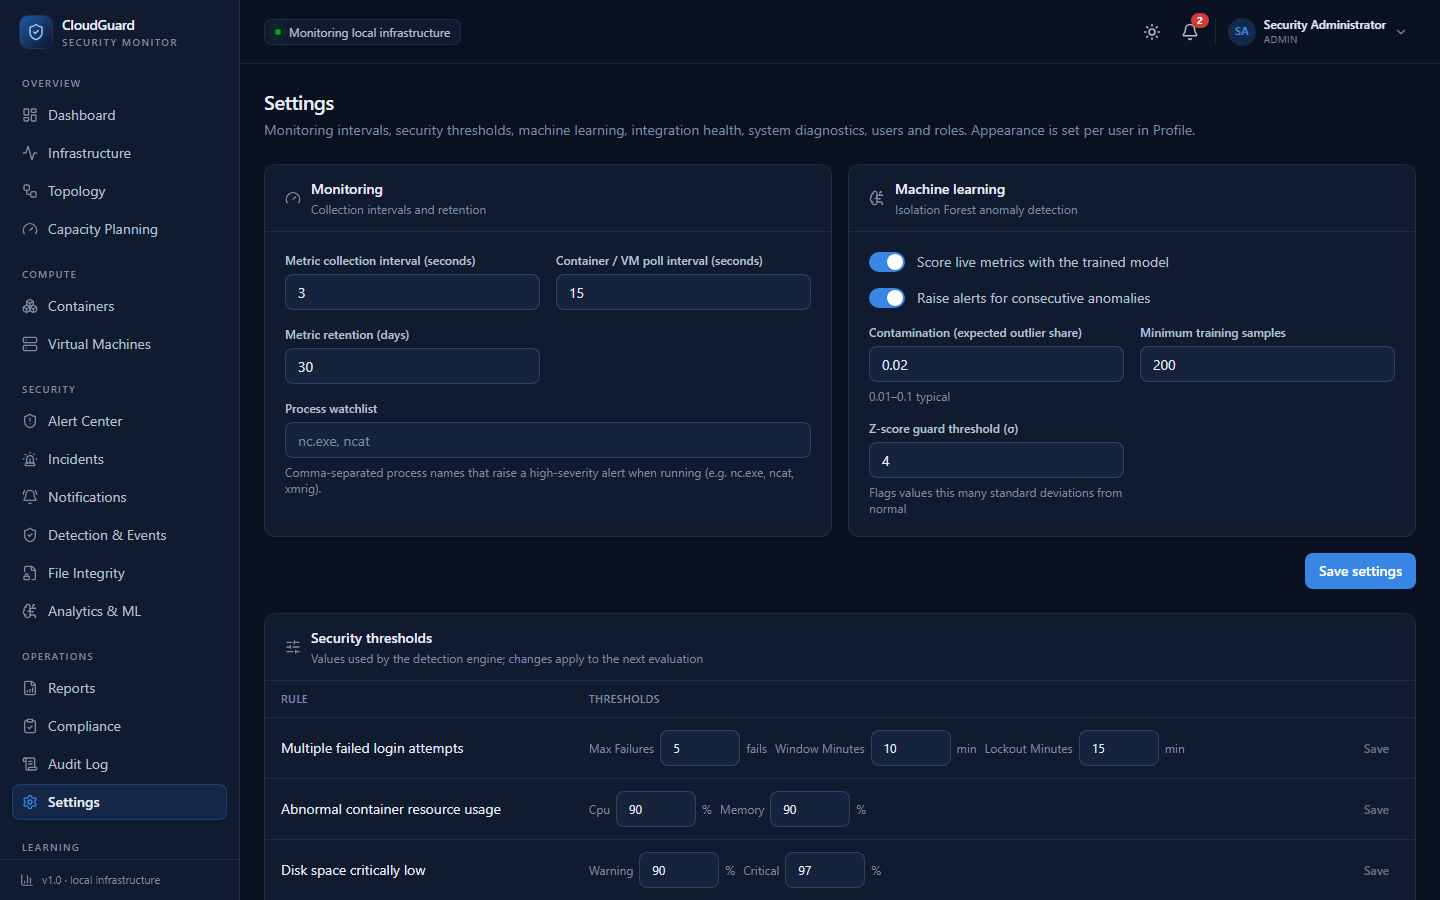 CloudGuard
SECURITY MONITOR
Monitoring local infrastructure
2
SA
Security Administrator
ADMIN
OVERVIEW
Dashboard
Infrastructure
Topology
Capacity Planning
COMPUTE
Containers
Virtual Machines
SECURITY
Alert Center
Incidents
Notifications
Detection & Events
File Integrity
Analytics & ML
OPERATIONS
Reports
Compliance
Audit Log
Settings
LEARNING
v1.0 · local infrastructure
Settings
Monitoring intervals, security thresholds, machine learning, integration health, system diagnostics, users and roles. Appearance is set per user in Profile.
Monitoring
Collection intervals and retention
Metric collection interval (seconds)
3
Container / VM poll interval (seconds)
15
Metric retention (days)
30
Process watchlist
nc.exe, ncat
Comma-separated process names that raise a high-severity alert when running (e.g. nc.exe, ncat,
xmrig).
Machine learning
Isolation Forest anomaly detection
Score live metrics with the trained model
Raise alerts for consecutive anomalies
Contamination (expected outlier share)
0.02
0.01–0.1 typical
Minimum training samples
200
Z-score guard threshold (σ)
4
Flags values this many standard deviations from
normal
Save settings
Security thresholds
Values used by the detection engine; changes apply to the next evaluation
RULE THRESHOLDS
Multiple failed login attempts Max Failures 5 fails Window Minutes 10 min Lockout Minutes 15 min Save
Abnormal container resource usage Cpu 90 % Memory 90 % Save
Disk space critically low Warning 90 % Critical 97 % Save